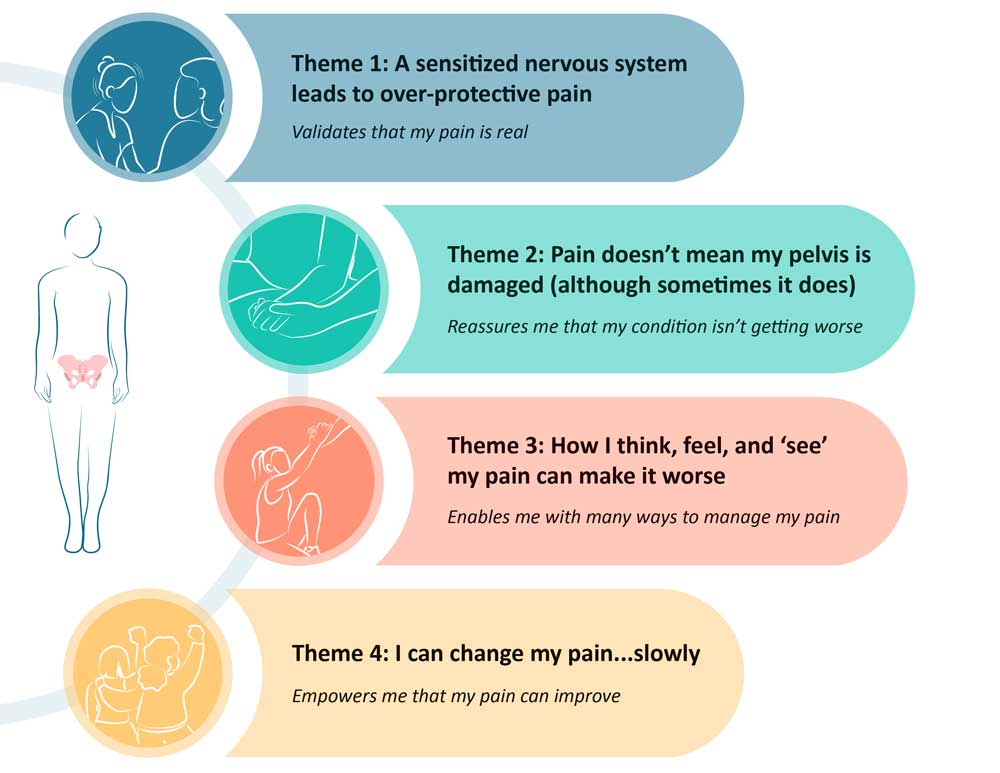 Theme 1: A sensitized nervous system
leads to over-protective pain
Validates that my pain is real
Theme 2: Pain doesn’t mean my pelvis is
damaged (although sometimes it does)
Reassures me that my condition isn’t getting worse
Theme 3: How I think, feel, and ‘see’
my pain can make it worse
Enables me with many ways to manage my pain
Theme 4: I can change my pain...slowly
Empowers me that my pain can improve